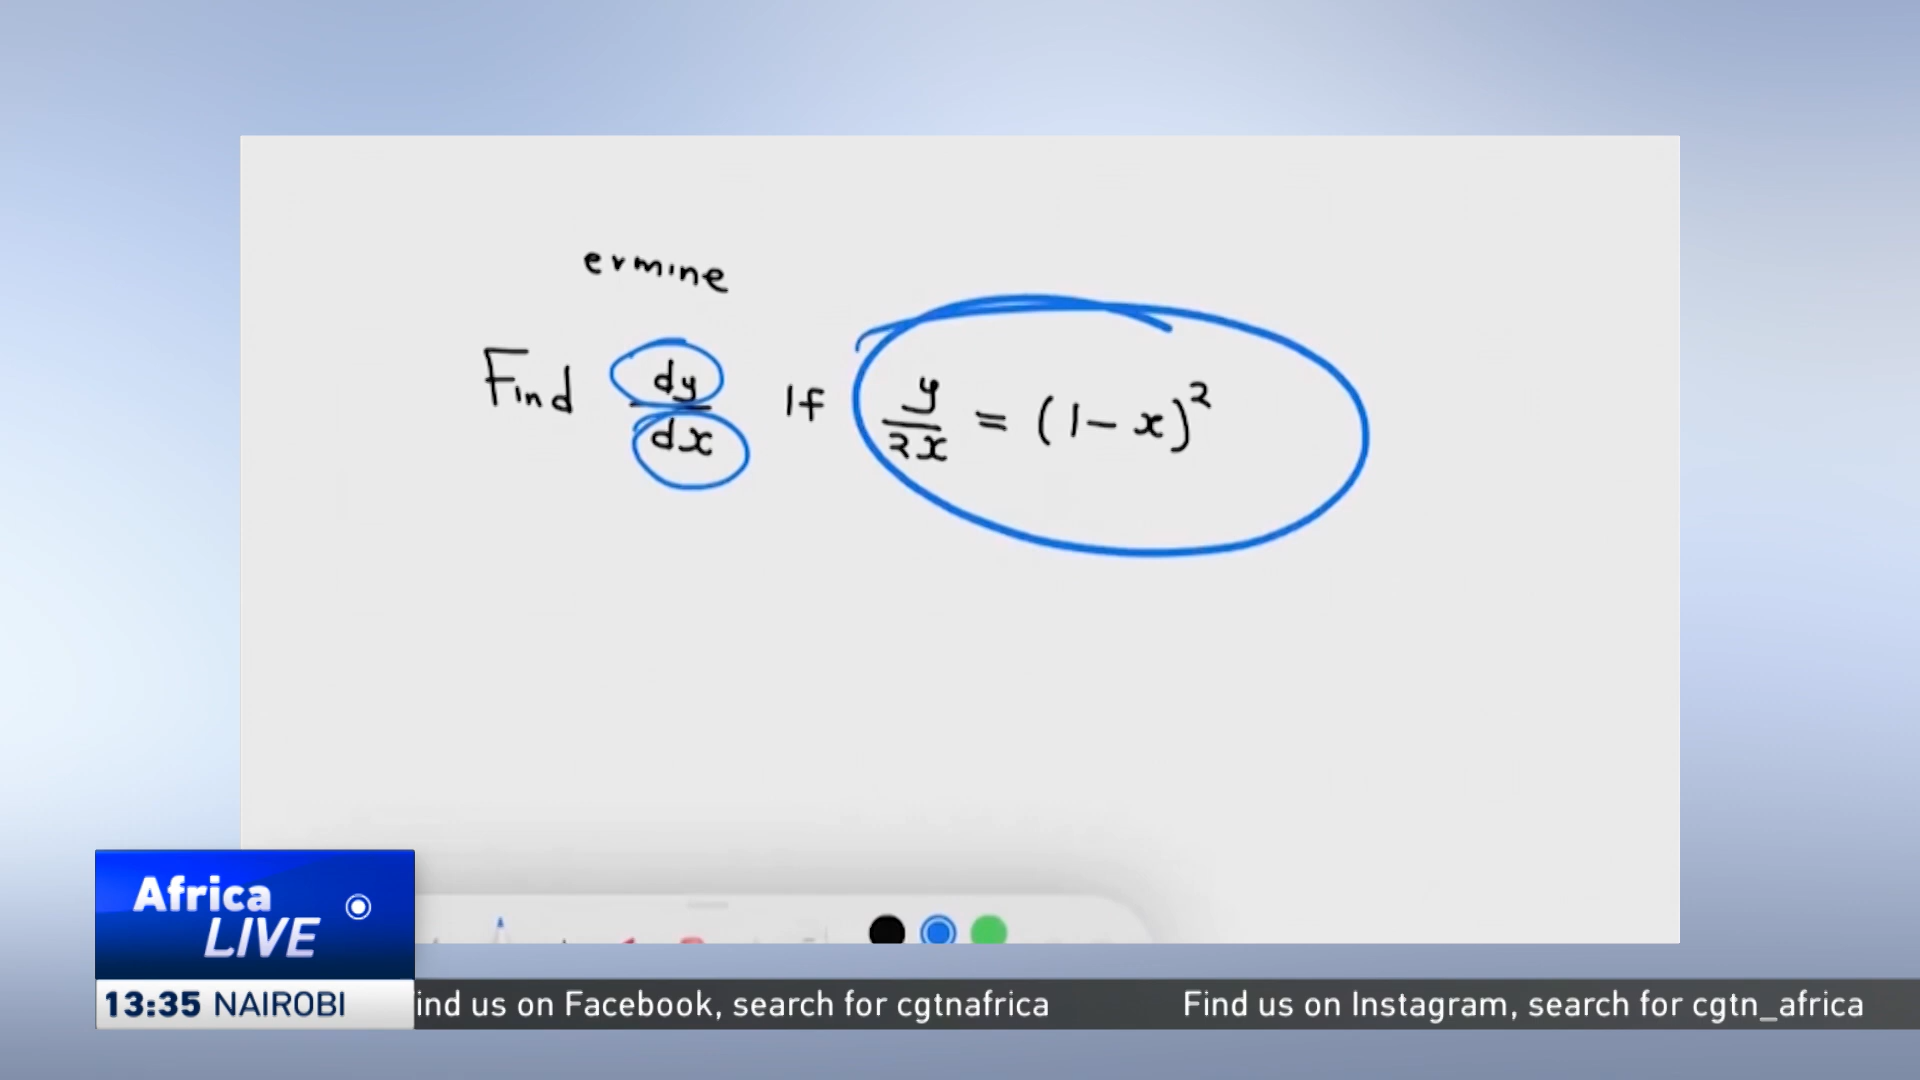 ermine
Find dy/dx If y/2x = (1-x)²
Africa
LIVE
13:35 NAIROBI
ind us on Facebook, search for cgtnafrica Find us on Instagram, search for cgtn_africa